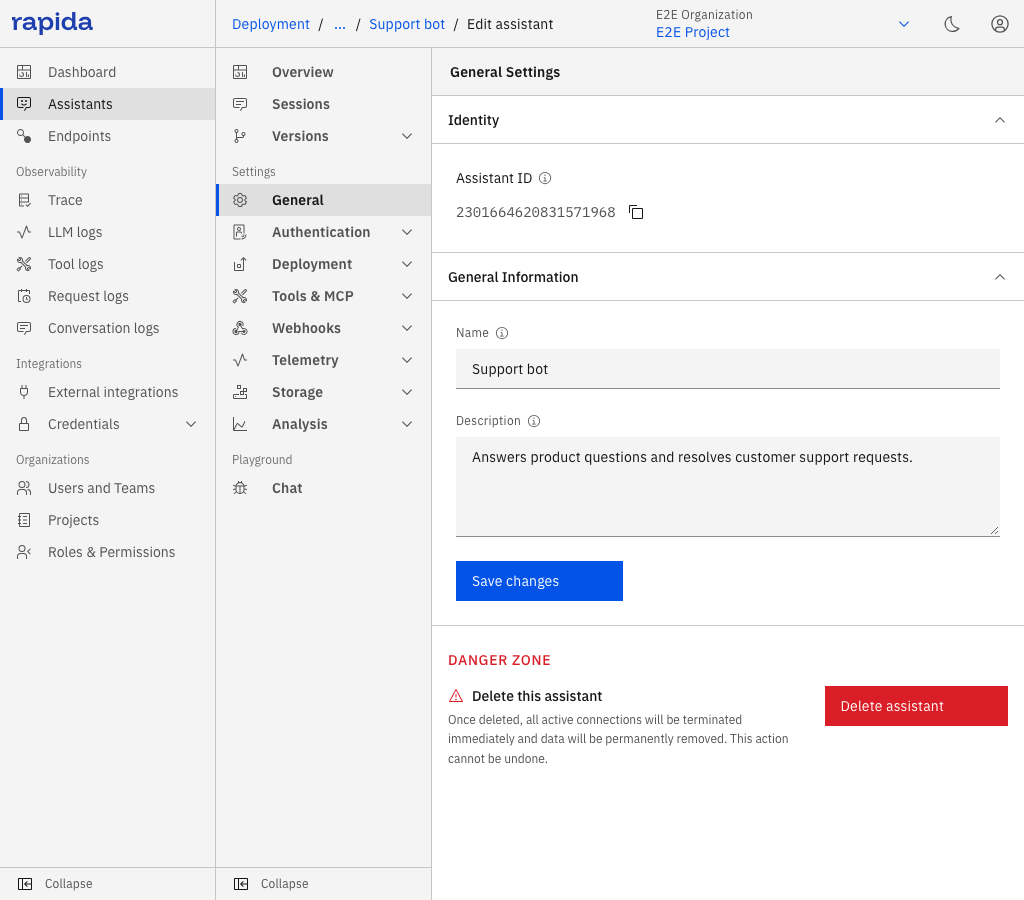 rapida
Deployment / ... / Support bot / Edit assistant
E2E Organization
E2E Project
Dashboard
Assistants
Endpoints
Observability
Trace
LLM logs
Tool logs
Request logs
Conversation logs
Integrations
External integrations
Credentials
Organizations
Users and Teams
Projects
Roles & Permissions
Collapse
Overview
Sessions
Versions
Settings
General
Authentication
Deployment
Tools & MCP
Webhooks
Telemetry
Storage
Analysis
Playground
Chat
Collapse
General Settings
Identity
Assistant ID
2301664620831571968
General Information
Name
Support bot
Description
Answers product questions and resolves customer support requests.
Save changes
DANGER ZONE
Delete this assistant
Once deleted, all active connections will be terminated
immediately and data will be permanently removed. This action
cannot be undone.
Delete assistant